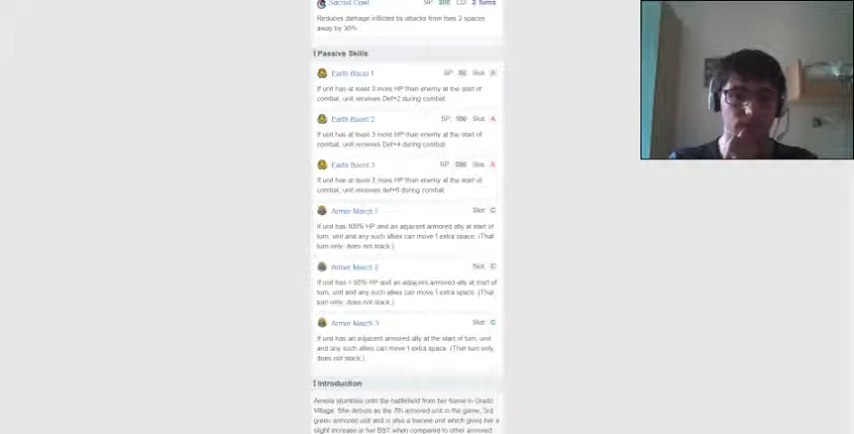 Sacred Cowl SP: 200 CD: 2 Turns
Reduces damage inflicted by attacks from foes 2 spaces
away by 30%
Passive Skills
Earth Boost 1 SP: Slot: A
If unit has at least 3 more HP than enemy at the start of
combat, unit receives Def+2 during combat.
Earth Boost 2 SP: 100 Slot: A
If unit has at least 3 more HP than enemy at the start of
combat, unit receives Def+4 during combat.
Earth Boost 3 SP: 200 Slot: A
If unit has at least 3 more HP than enemy at the start of
combat, unit receives def+6 during combat.
Armor March 1 Slot: C
If unit has 100% HP and an adjacent armored ally at start of
turn, unit and any such allies can move 1 extra space. (That
turn only; does not stack.)
Armor March 2 Slot: C
If unit has HP and an adjacent armored ally at start of
turn, unit and any such allies can move 1 extra space. (That
turn only; does not stack.)
Armor March 3 Slot: C
If unit has an adjacent armored ally at the start of turn, unit
and any such allies can move 1 extra space. (That turn only,
does not stack.)
Introduction
Amelia stumbles onto the battlefield from her home in Grado
Village. She debuts as the 7th armored unit in the game, 3rd
green armored unit and is also a trainee unit which gives her a
slight increase in her BST when compared to other armored